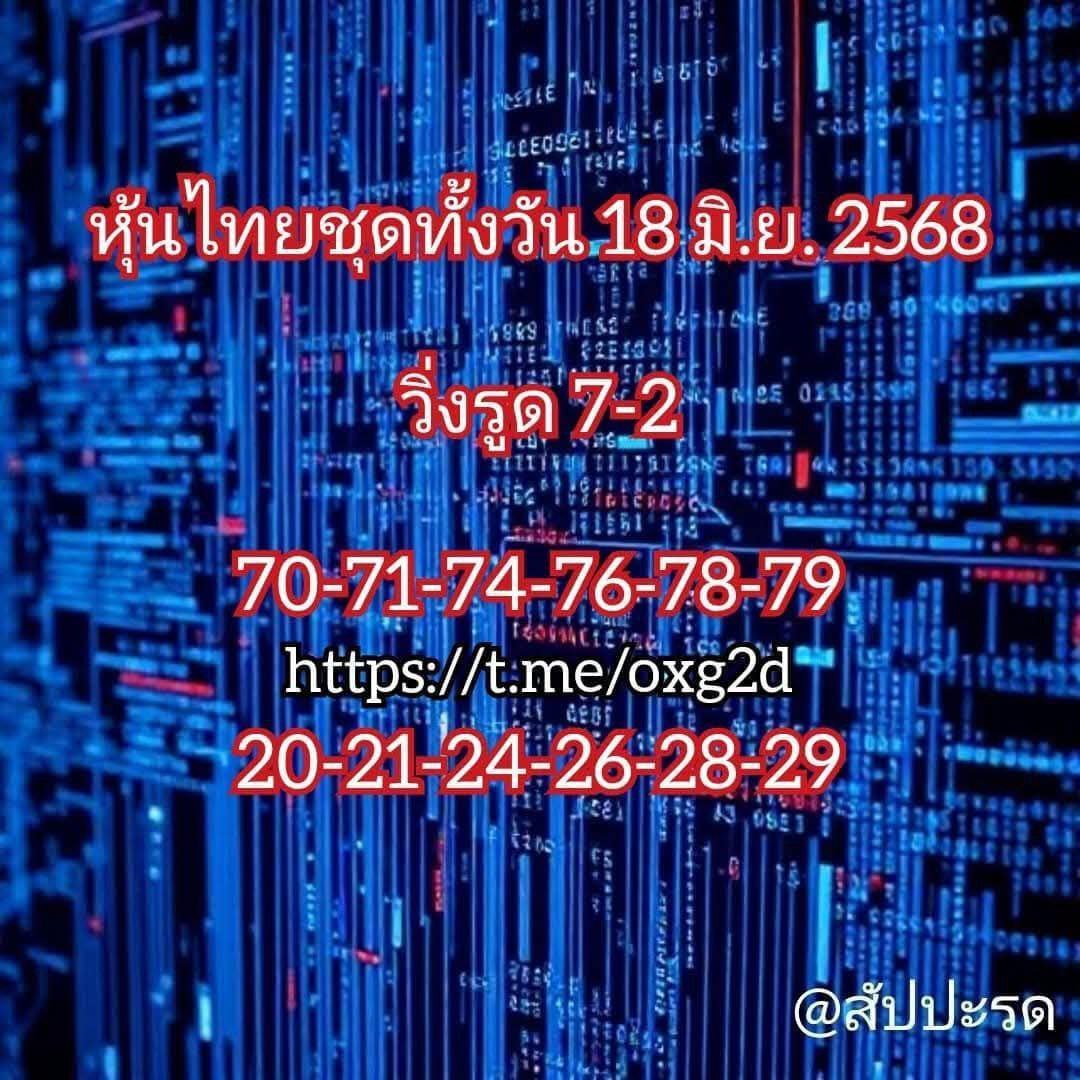 หุ้นไทยชุดทั้งวัน 18 มิ.ย. 2568
วิ่งรูด 7-2
70-71-74-76-78-79
https://t.me/oxg2d
20-21-24-26-28-29
@สัปปะรด